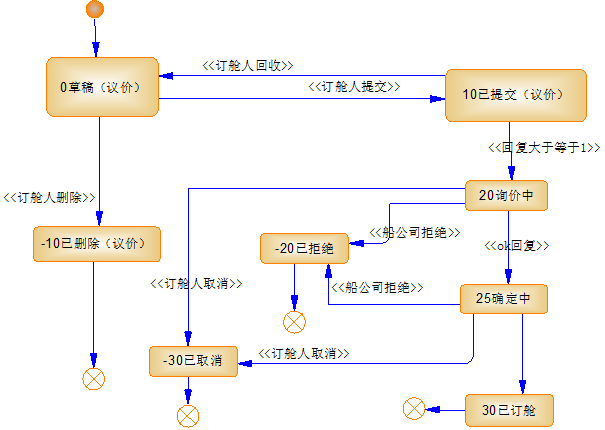 <<订舱人回收>>
0草稿（议价）
<<订舱人提交>>
10已提交（议价）
<<回复大于等于1>>
<<订舱人删除>>
20询价中
<<船公司拒绝>>
-10已删除（议价）
-20已拒绝
<<ok回复>>
<<订舱人取消>>
<<船公司拒绝>>
25确定中
<<订舱人取消>>
-30已取消
30已订舱